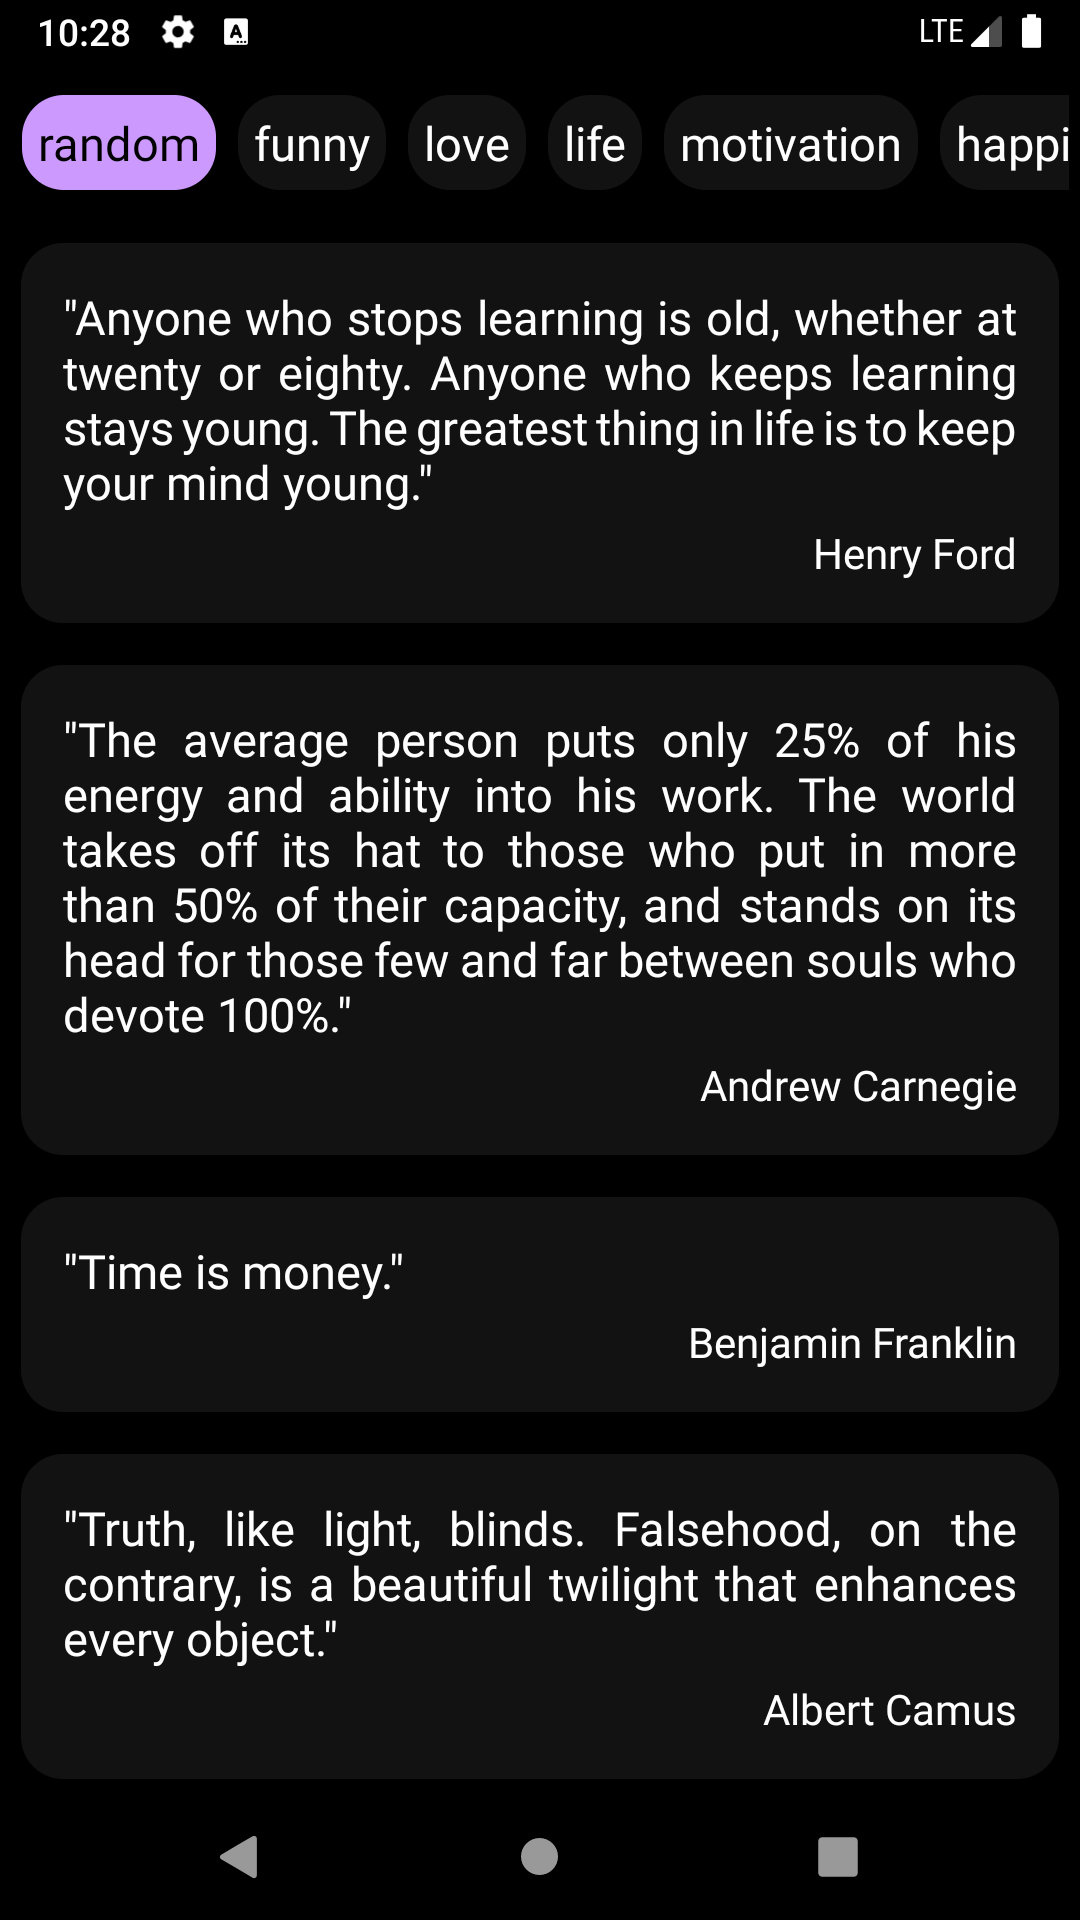 10:28 A LTE
random funny love life motivation happi
"Anyone who stops learning is old, whether at
twenty or eighty. Anyone who keeps learning
stays young. The greatest thing in life is to keep
your mind young."
Henry Ford
"The average person puts only 25% of his
energy and ability into his work. The world
takes off its hat to those who put in more
than 50% of their capacity, and stands on its
head for those few and far between souls who
devote 100%."
Andrew Carnegie
"Time is money."
Benjamin Franklin
"Truth, like light, blinds. Falsehood, on the
contrary, is a beautiful twilight that enhances
every object."
Albert Camus